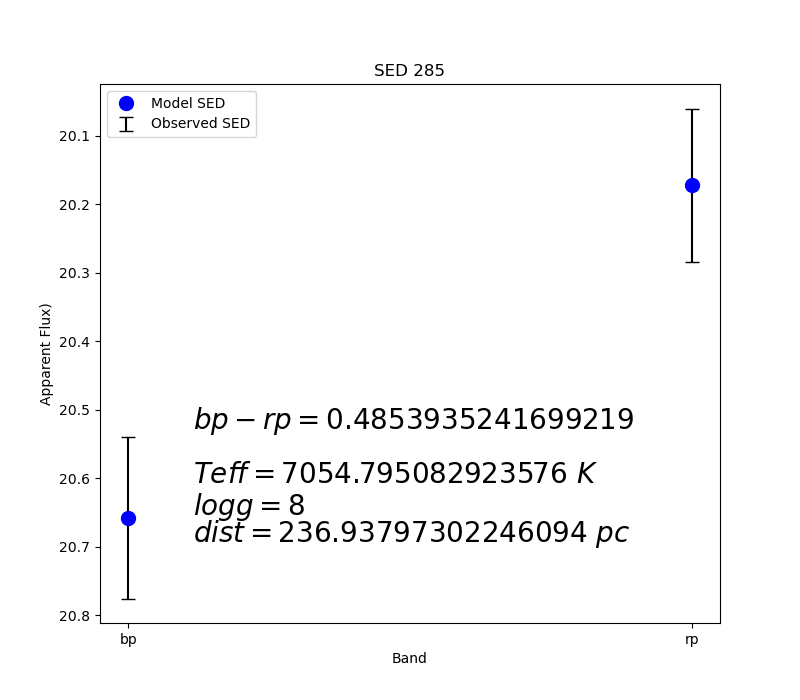 SED 285
Model SED
Observed SED
20.1
20.2
20.3
20.4
20.5
20.6
20.7
20.8
Apparent Flux)
bp − rp = 0.4853935241699219
Teff = 7054.795082923576 K
logg = 8
dist = 236.93797302246094 pc
bp
rp
Band